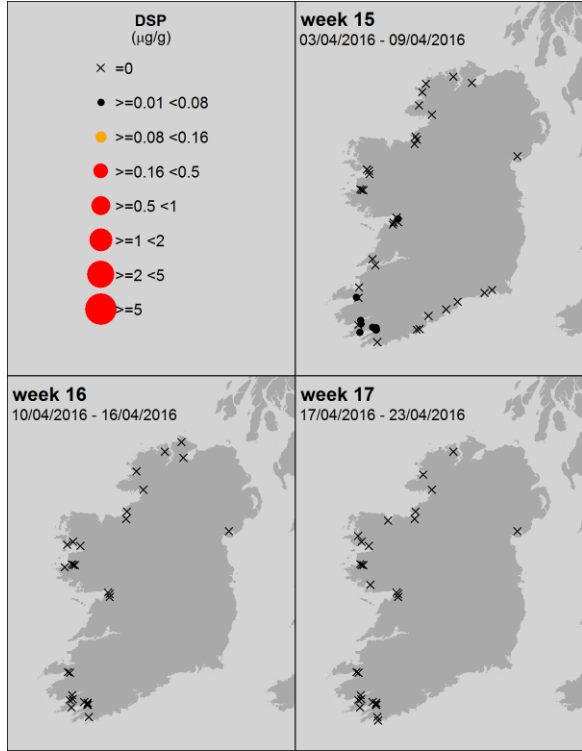 DSP
(µg/g)
=0
>=0.01 <0.08
>=0.08 <0.16
>=0.16 <0.5
>=0.5 <1
>=1 <2
>=2 <5
>=5
week 15
03/04/2016 - 09/04/2016
week 16
10/04/2016 - 16/04/2016
week 17
17/04/2016 - 23/04/2016